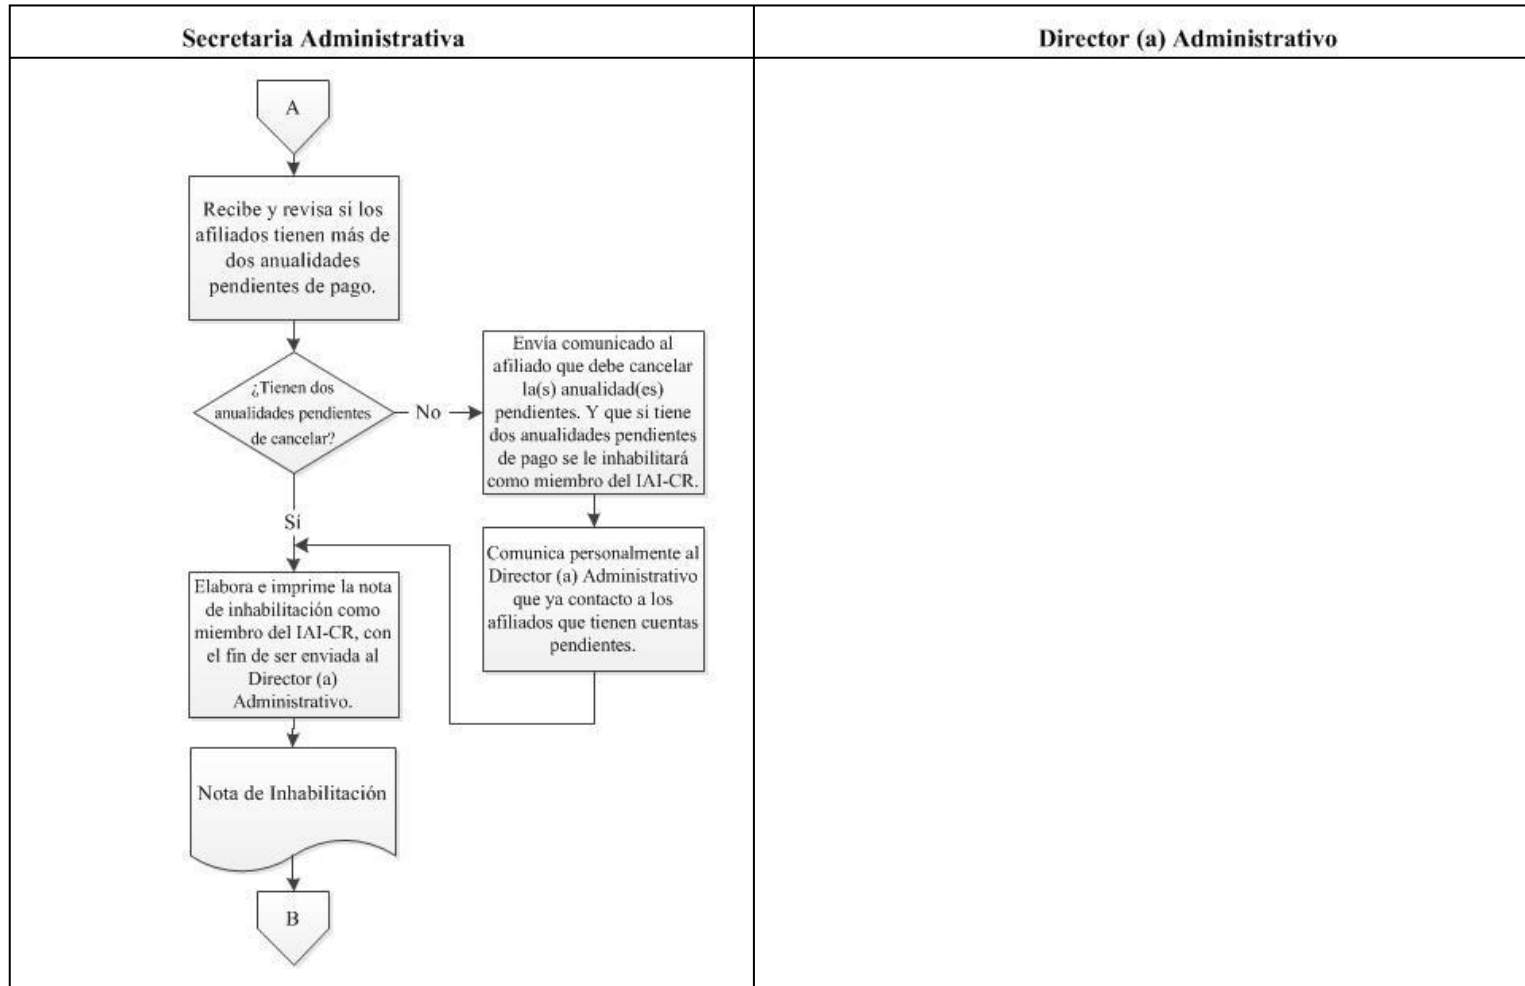 Secretaria Administrativa
Director (a) Administrativo
A
Recibe y revisa si los
afiliados tienen más de
dos anualidades
pendientes de pago.
¿Tienen dos
anualidades pendientes
de cancelar?
No
Envía comunicado al
afiliado que debe cancelar
la(s) anualidad(es)
pendientes. Y que si tiene
dos anualidades pendientes
de pago se le inhabilitará
como miembro del IAI-CR.
Comunica personalmente al
Director (a) Administrativo
que ya contacto a los
afiliados que tienen cuentas
pendientes.
Si
Elabora e imprime la nota
de inhabilitación como
miembro del IAI-CR, con
el fin de ser enviada al
Director (a)
Administrativo.
Nota de Inhabilitación
B